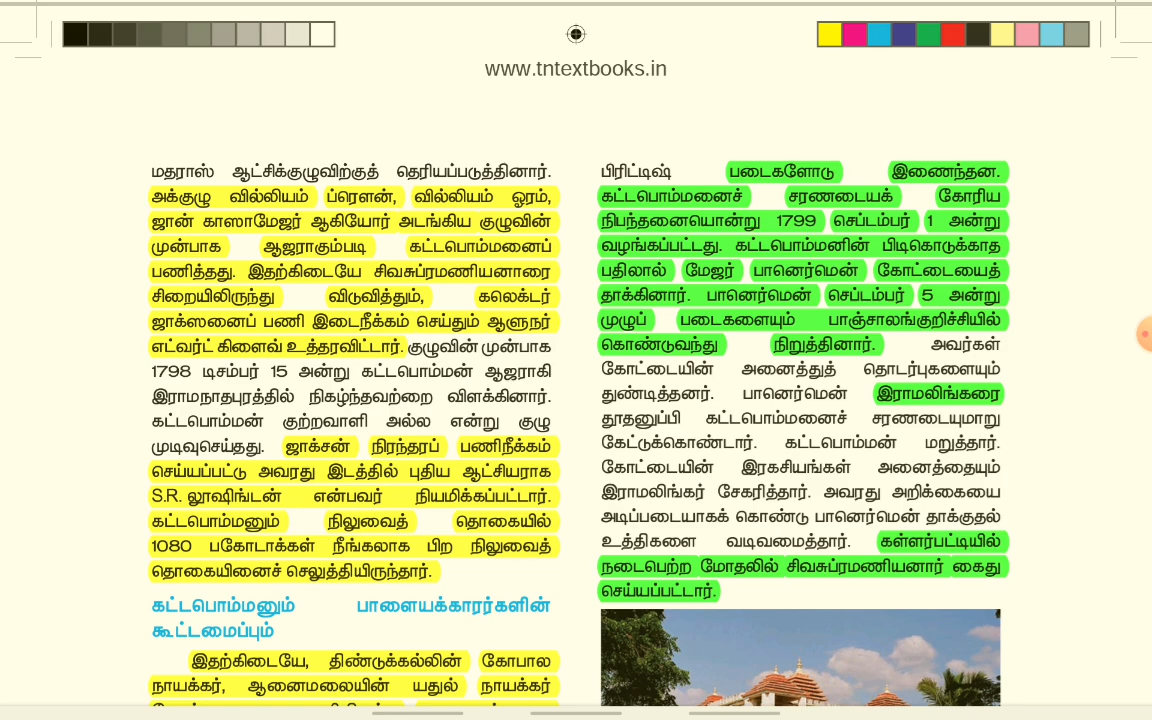 www.tntextbooks.in
மதராஸ் ஆட்சிக்குழுவிற்குத் தெரியப்படுத்தினார்.
அக்குழு வில்லியம் ப்ரௌன், வில்லியம் ஓரம்,
ஜான் காஸாமேஜர் ஆகியோர் அடங்கிய குழுவின்
முன்பாக ஆஜராகும்படி கட்டபொம்மனைப்
பணித்தது. இதற்கிடையே சிவசுப்ரமணியனாரை
சிறையிலிருந்து விடுவித்தும், கலெக்டர்
ஜாக்ஸனைப் பணி இடைநீக்கம் செய்தும் ஆளுநர்
எட்வர்ட் கிளைவ் உத்தரவிட்டார். குழுவின் முன்பாக
1798 டிசம்பர் 15 அன்று கட்டபொம்மன் ஆஜராகி
இராமநாதபுரத்தில் நிகழ்ந்தவற்றை விளக்கினார்.
கட்டபொம்மன் குற்றவாளி அல்ல என்று குழு
முடிவுசெய்தது. ஜாக்சன் நிரந்தரப் பணிநீக்கம்
செய்யப்பட்டு அவரது இடத்தில் புதிய ஆட்சியராக
S.R. லூஷிங்டன் என்பவர் நியமிக்கப்பட்டார்.
கட்டபொம்மனும் நிலுவைத் தொகையில்
1080 பகோடாக்கள் நீங்கலாக பிற நிலுவைத்
தொகையினைச் செலுத்தியிருந்தார்.
கட்டபொம்மனும் பாளையக்காரர்களின்
கூட்டமைப்பும்
இதற்கிடையே, திண்டுக்கல்லின் கோபால
நாயக்கர், ஆனைமலையின் யதுல் நாயக்கர்
பிரிட்டிஷ் படைகளோடு இணைந்தன.
கட்டபொம்மனைச் சரணடையக் கோரிய
நிபந்தனையொன்று 1799 செப்டம்பர் 1 அன்று
வழங்கப்பட்டது. கட்டபொம்மனின் பிடிகொடுக்காத
பதிலால் மேஜர் பானெர்மென் கோட்டையைத்
தாக்கினார். பானெர்மென் செப்டம்பர் 5 அன்று
முழுப் படைகளையும் பாஞ்சாலங்குறிச்சியில்
கொண்டுவந்து நிறுத்தினார். அவர்கள்
கோட்டையின் அனைத்துத் தொடர்புகளையும்
துண்டித்தனர். பானெர்மென் இராமலிங்கரை
தூதனுப்பி கட்டபொம்மனைச் சரணடையுமாறு
கேட்டுக்கொண்டார். கட்டபொம்மன் மறுத்தார்.
கோட்டையின் இரகசியங்கள் அனைத்தையும்
இராமலிங்கர் சேகரித்தார். அவரது அறிக்கையை
அடிப்படையாகக் கொண்டு பானெர்மென் தாக்குதல்
உத்திகளை வடிவமைத்தார். கள்ளர்பட்டியில்
நடைபெற்ற மோதலில் சிவசுப்ரமணியனார் கைது
செய்யப்பட்டார்.